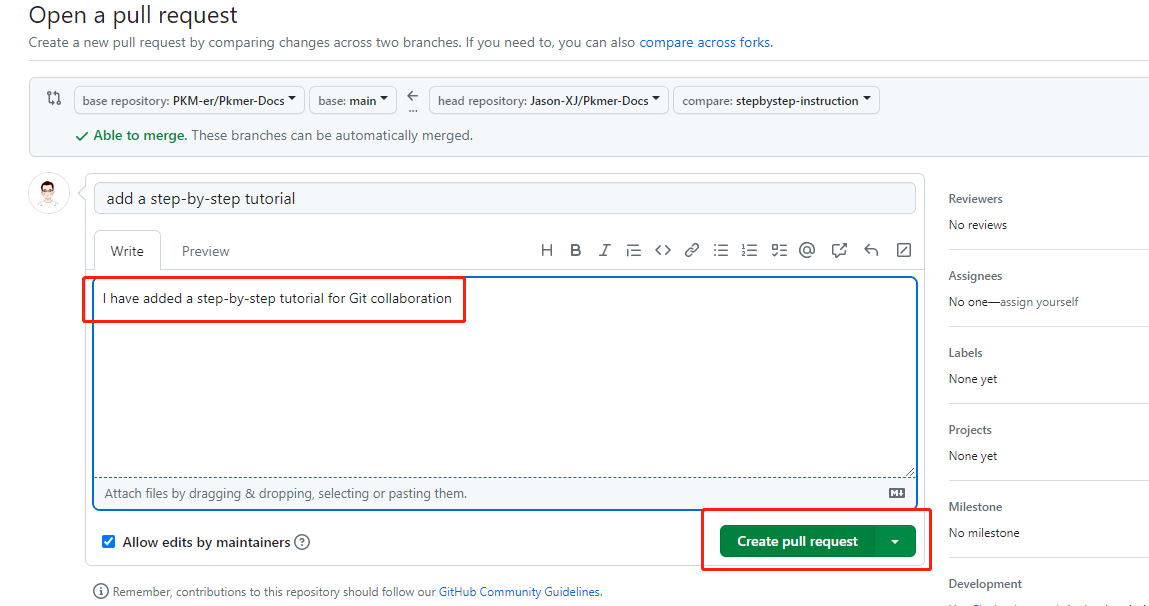 Open a pull request
Create a new pull request by comparing changes across two branches. If you need to, you can also compare across forks.
base repository: PKM-er/Pkmer-Docs base: main ... head repository: Jason-XJ/Pkmer-Docs compare: stepbystep-instruction
Able to merge. These branches can be automatically merged.
add a step-by-step tutorial
Write Preview
I have added a step-by-step tutorial for Git collaboration
Attach files by dragging & dropping, selecting or pasting them.
Allow edits by maintainers
Create pull request
Remember, contributions to this repository should follow our GitHub Community Guidelines.
Reviewers
No reviews
Assignees
No one—assign yourself
Labels
None yet
Projects
None yet
Milestone
No milestone
Development